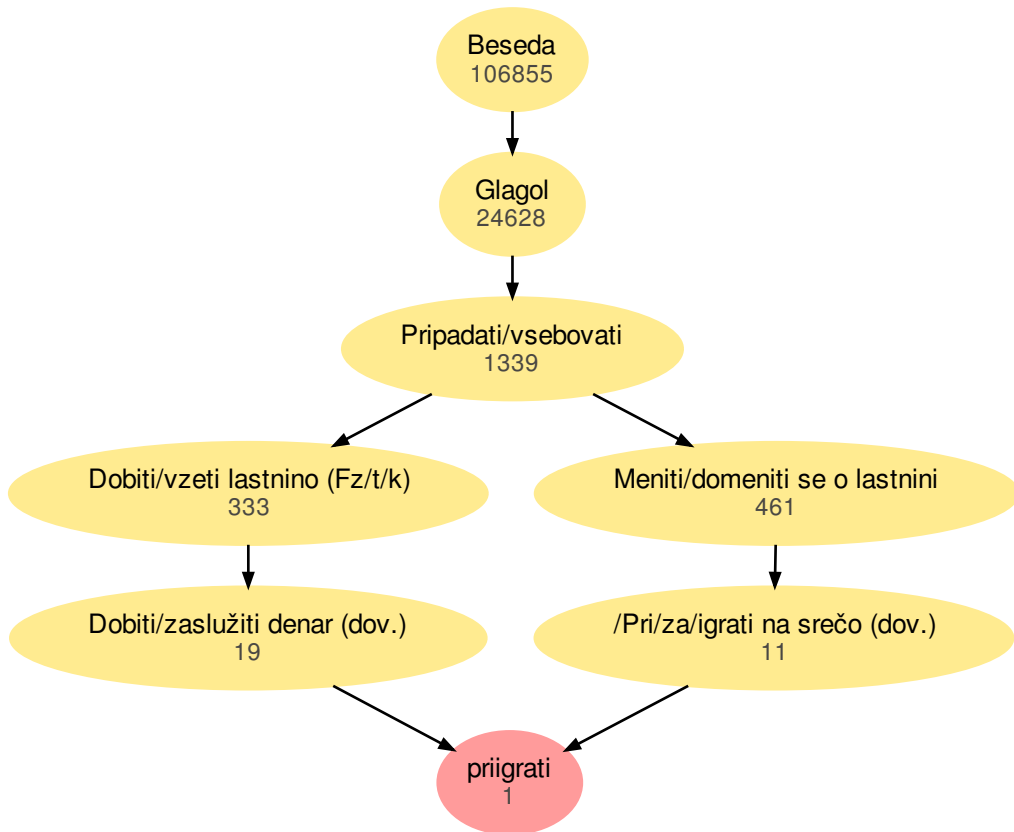 Beseda
106855
Glagol
24628
Pripadati/vsebovati
1339
Dobiti/vzeti lastnino (Fz/t/k)
333
Meniti/domeniti se o lastnini
461
Dobiti/zaslužiti denar (dov.)
19
/Pri/za/igrati na srečo (dov.)
11
priigrati
1